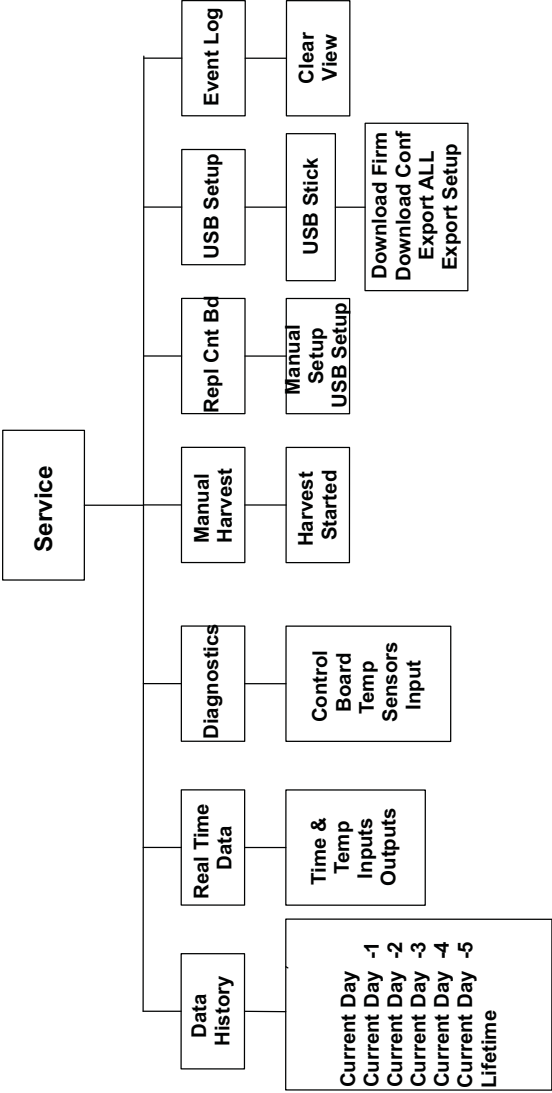 Service
Data
History
Real Time
Data
Diagnostics
Manual
Harvest
Repl Cnt Bd
USB Setup
Event Log
Current Day
Current Day -1
Current Day -2
Current Day -3
Current Day -4
Current Day -5
Lifetime
Time &
Temp
Inputs
Outputs
Control
Board
Temp
Sensors
Input
Harvest
Started
Manual
Setup
USB Setup
USB Stick
Clear
View
Download Firm
Download Conf
Export ALL
Export Setup